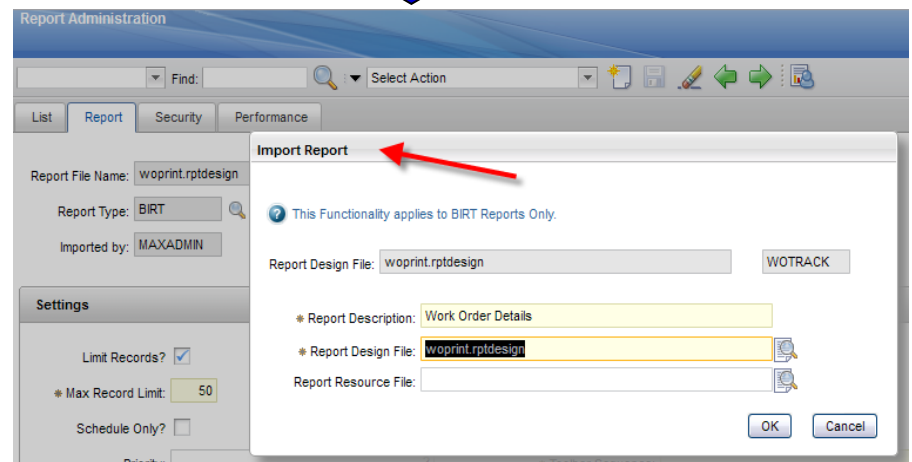 Report Administration
Find: Select Action
List Report Security Performance
Import Report
Report File Name: woprint.rptdesign
Report Type: BIRT
This Functionality applies to BIRT Reports Only.
Imported by: MAXADMIN
Report Design File: woprint.rptdesign WOTRACK
Settings
* Report Description: Work Order Details
Limit Records?
* Report Design File: woprint.rptdesign
Report Resource File:
* Max Record Limit: 50
Schedule Only?
OK Cancel